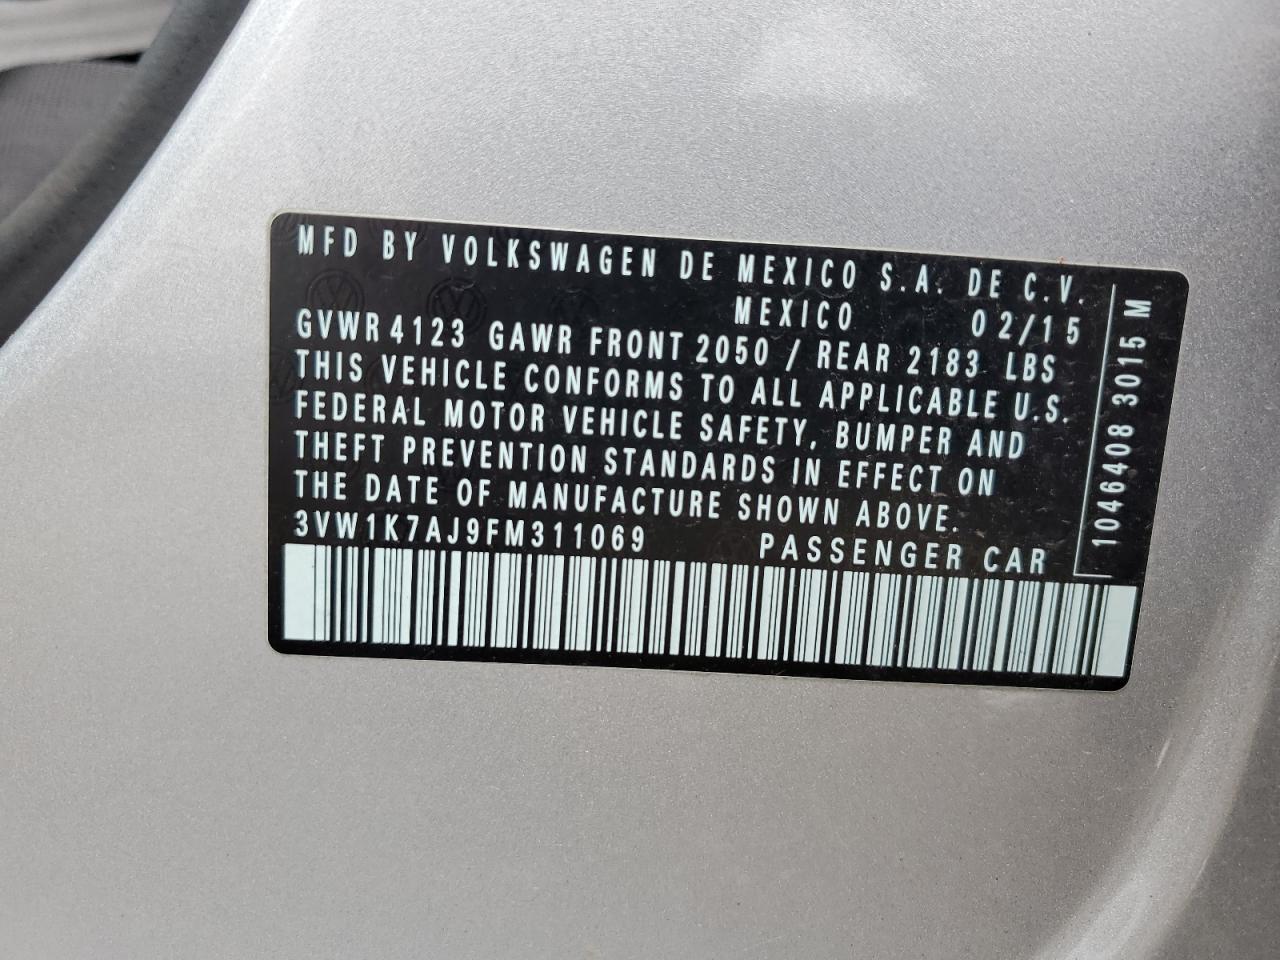 MFD BY VOLKSWAGEN DE MEXICO S.A. DE C.V.
MEXICO 02/15
GVWR 4123 GAWR FRONT 2050 / REAR 2183 LBS
THIS VEHICLE CONFORMS TO ALL APPLICABLE U.S.
FEDERAL MOTOR VEHICLE SAFETY, BUMPER AND
THEFT PREVENTION STANDARDS IN EFFECT ON
THE DATE OF MANUFACTURE SHOWN ABOVE.
3VW1K7AJ9FM311069 PASSENGER CAR
1046408 3015 M